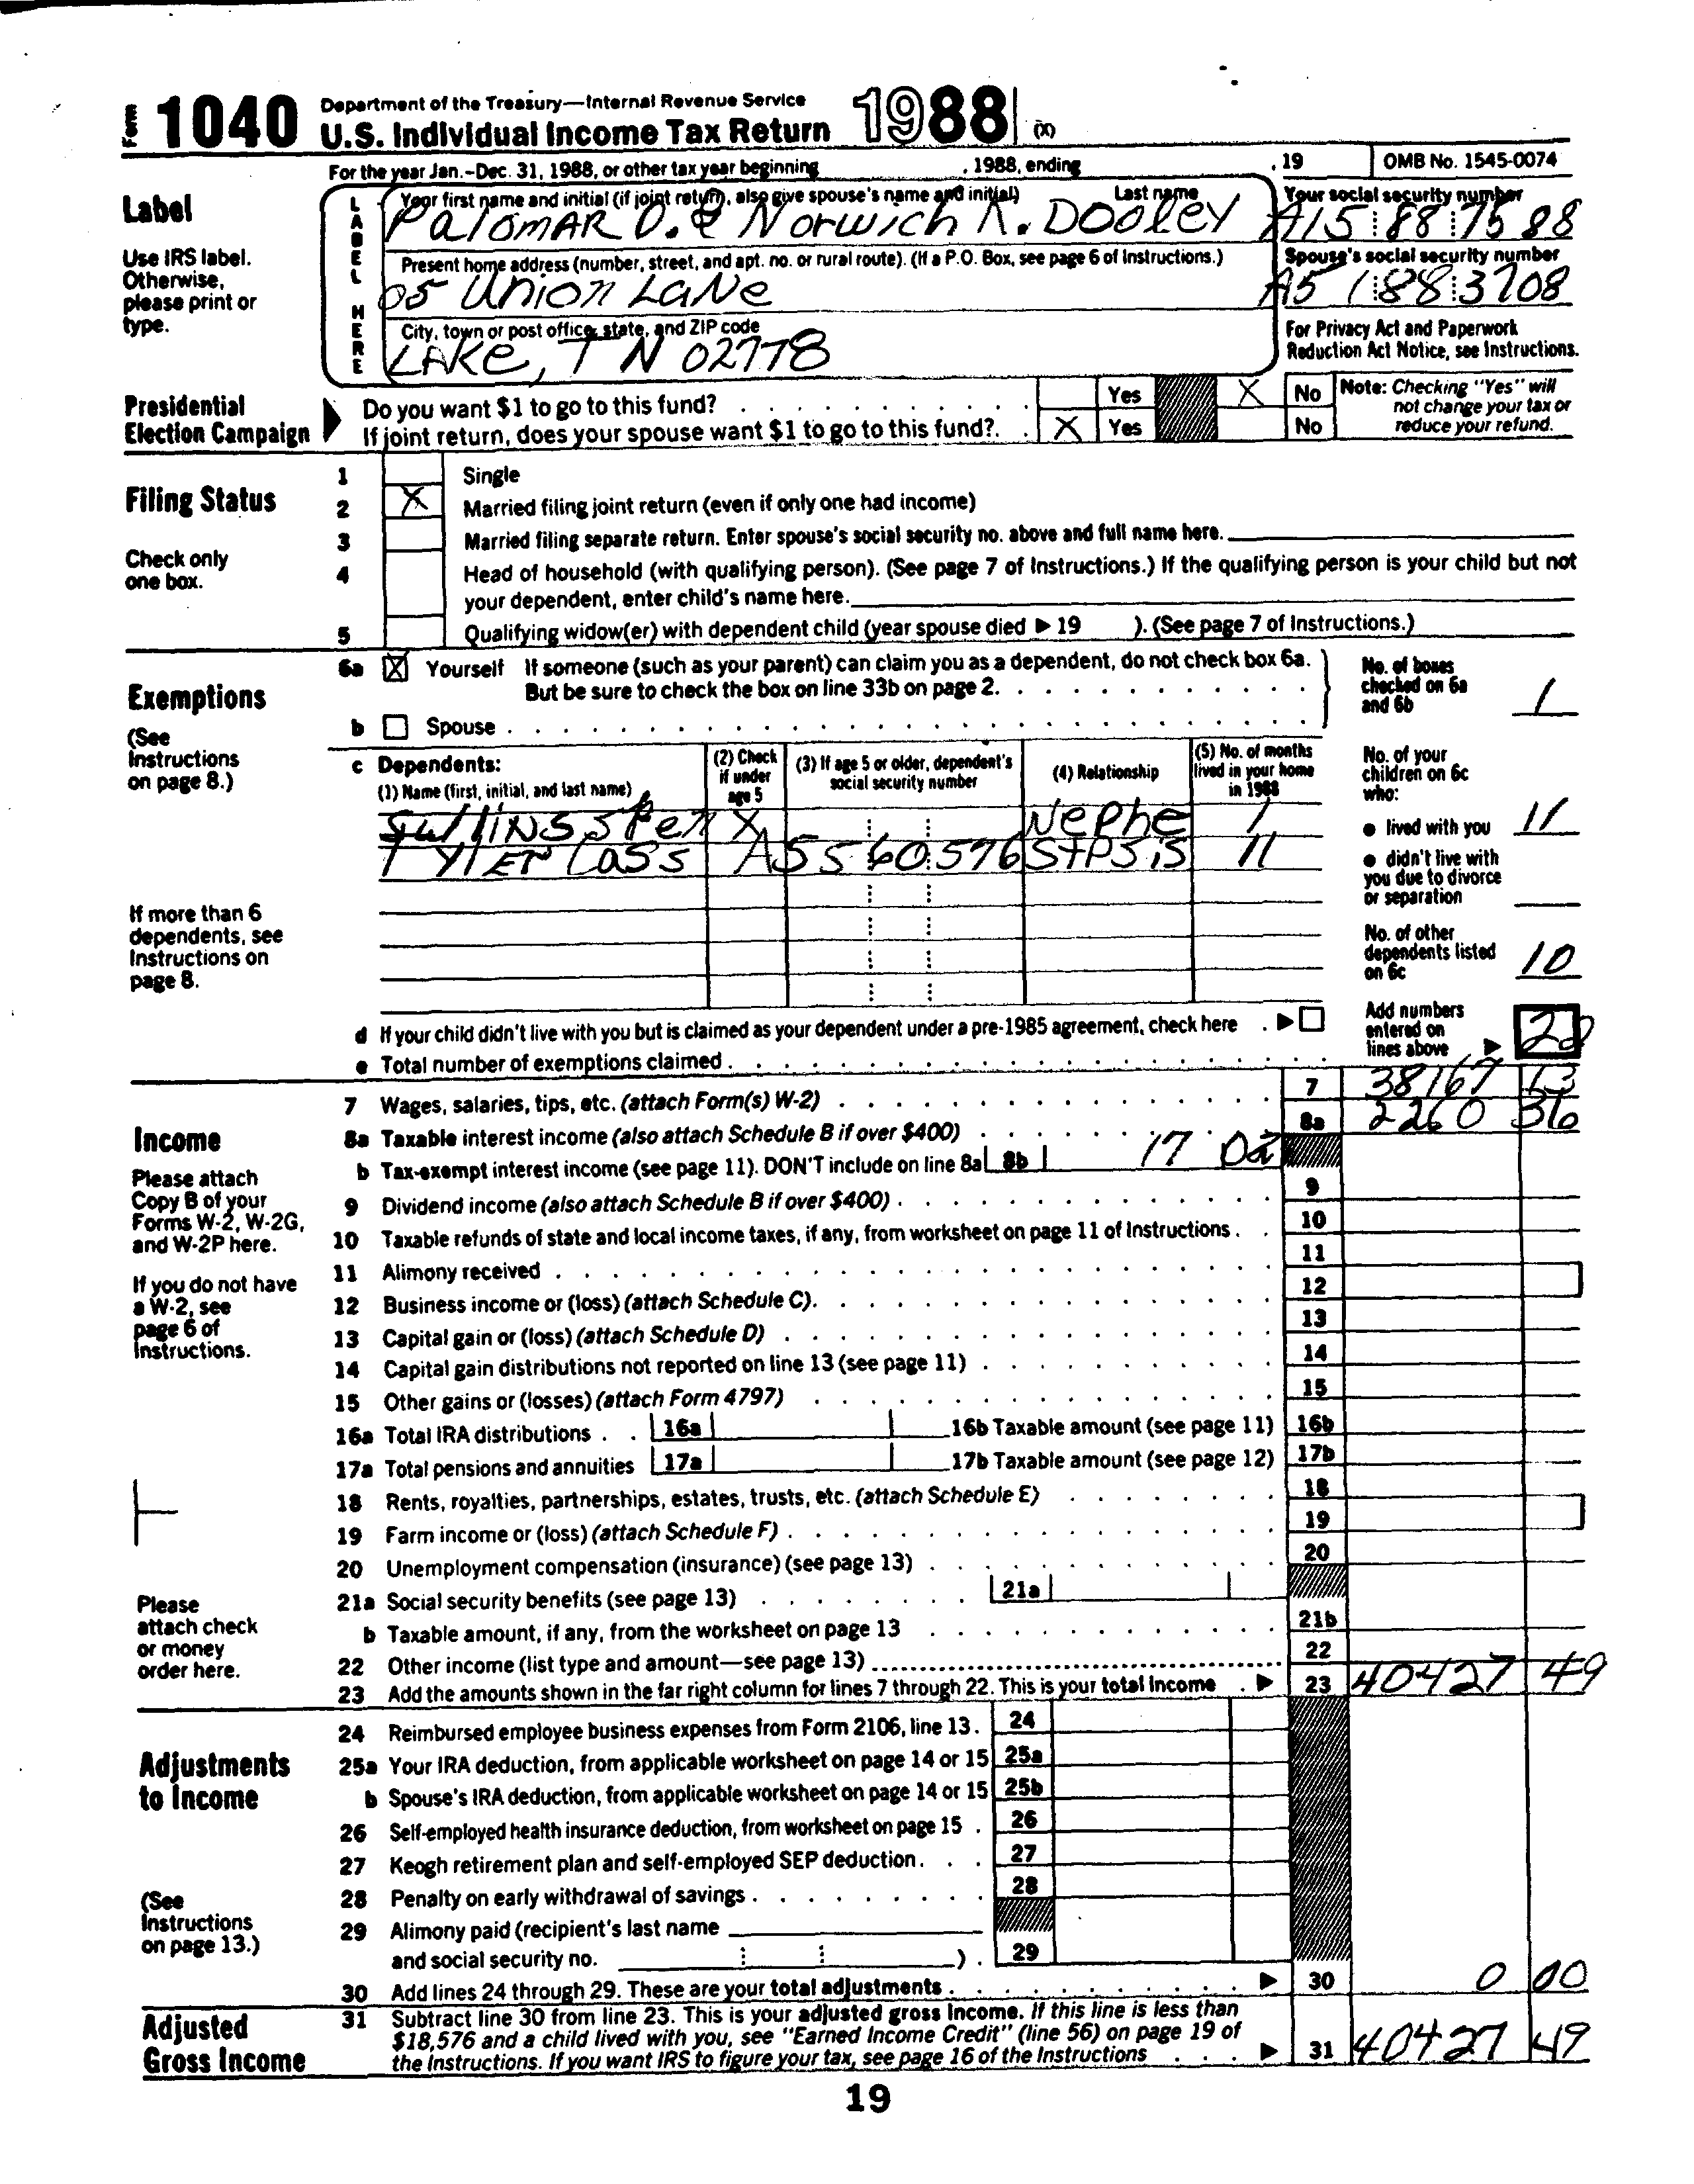 Form 1040 Department of the Treasury—Internal Revenue Service
U.S. Individual Income Tax Return 1988 (X)
For the year Jan.-Dec. 31, 1988, or other tax year beginning , 1988, ending , 19 OMB No. 1545-0074
Label
Use IRS label.
Otherwise,
please print or
type.
LABEL HERE
Your first name and initial (if joint return, also give spouse's name and initial) Last name
Palomar O. & Norwich K. Dooley
Your social security number
A15 88 7588
Present home address (number, street, and apt. no. or rural route). (If a P.O. Box, see page 6 of Instructions.)
05 Union Lane
Spouse's social security number
A51 88 3708
City, town or post office, state, and ZIP code
LAKE, TN 02778
For Privacy Act and Paperwork
Reduction Act Notice, see Instructions.
Presidential
Election Campaign
Do you want $1 to go to this fund? Yes X No
If joint return, does your spouse want $1 to go to this fund? X Yes No
Note: Checking "Yes" will
not change your tax or
reduce your refund.
Filing Status
Check only
one box.
1 Single
2 X Married filing joint return (even if only one had income)
3 Married filing separate return. Enter spouse's social security no. above and full name here.
4 Head of household (with qualifying person). (See page 7 of Instructions.) If the qualifying person is your child but not
your dependent, enter child's name here.
5 Qualifying widow(er) with dependent child (year spouse died ▶ 19 ). (See page 7 of Instructions.)
Exemptions
(See
Instructions
on page 8.)
6a X Yourself If someone (such as your parent) can claim you as a dependent, do not check box 6a.
But be sure to check the box on line 33b on page 2.
b Spouse
No. of boxes
checked on 6a
and 6b 1
c Dependents:
(1) Name (first, initial, and last name)
(2) Check
if under
age 5
(3) If age 5 or older, dependent's
social security number
(4) Relationship
(5) No. of months
lived in your home
in 1988
Sullins Spen X Nephe 1
Tyler Cass A55 60 576 StPSis 11
No. of your
children on 6c
who:
● lived with you 11
● didn't live with
you due to divorce
or separation
No. of other
dependents listed
on 6c 10
If more than 6
dependents, see
Instructions on
page 8.
d If your child didn't live with you but is claimed as your dependent under a pre-1985 agreement, check here ▶
e Total number of exemptions claimed
Add numbers
entered on
lines above ▶ 22
Income
Please attach
Copy B of your
Forms W-2, W-2G,
and W-2P here.
If you do not have
a W-2, see
page 6 of
Instructions.
Please
attach check
or money
order here.
7 Wages, salaries, tips, etc. (attach Form(s) W-2) 7 38167 13
8a Taxable interest income (also attach Schedule B if over $400) 8a 2260 36
b Tax-exempt interest income (see page 11). DON'T include on line 8a 8b 17 02
9 Dividend income (also attach Schedule B if over $400) 9
10 Taxable refunds of state and local income taxes, if any, from worksheet on page 11 of Instructions 10
11 Alimony received 11
12 Business income or (loss) (attach Schedule C) 12
13 Capital gain or (loss) (attach Schedule D) 13
14 Capital gain distributions not reported on line 13 (see page 11) 14
15 Other gains or (losses) (attach Form 4797) 15
16a Total IRA distributions 16a 16b Taxable amount (see page 11) 16b
17a Total pensions and annuities 17a 17b Taxable amount (see page 12) 17b
18 Rents, royalties, partnerships, estates, trusts, etc. (attach Schedule E) 18
19 Farm income or (loss) (attach Schedule F) 19
20 Unemployment compensation (insurance) (see page 13) 20
21a Social security benefits (see page 13) 21a
b Taxable amount, if any, from the worksheet on page 13 21b
22 Other income (list type and amount—see page 13) 22
23 Add the amounts shown in the far right column for lines 7 through 22. This is your total income ▶ 23 40427 49
Adjustments
to Income
(See
Instructions
on page 13.)
24 Reimbursed employee business expenses from Form 2106, line 13. 24
25a Your IRA deduction, from applicable worksheet on page 14 or 15 25a
b Spouse's IRA deduction, from applicable worksheet on page 14 or 15 25b
26 Self-employed health insurance deduction, from worksheet on page 15 26
27 Keogh retirement plan and self-employed SEP deduction 27
28 Penalty on early withdrawal of savings 28
29 Alimony paid (recipient's last name
and social security no. ) 29
30 Add lines 24 through 29. These are your total adjustments ▶ 30 0 00
Adjusted
Gross Income
31 Subtract line 30 from line 23. This is your adjusted gross income. If this line is less than
$18,576 and a child lived with you, see "Earned Income Credit" (line 56) on page 19 of
the Instructions. If you want IRS to figure your tax, see page 16 of the Instructions ▶ 31 40427 49
19